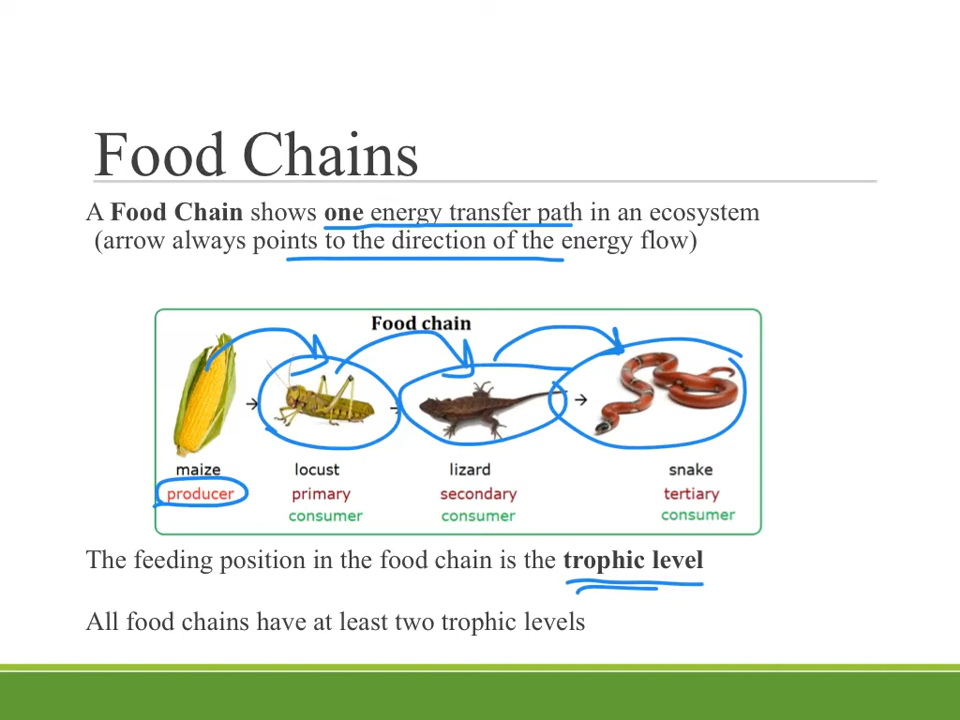 Food Chains
A Food Chain shows one energy transfer path in an ecosystem
(arrow always points to the direction of the energy flow)
Food chain
maize locust lizard snake
producer primary secondary tertiary
consumer consumer consumer
The feeding position in the food chain is the trophic level
All food chains have at least two trophic levels